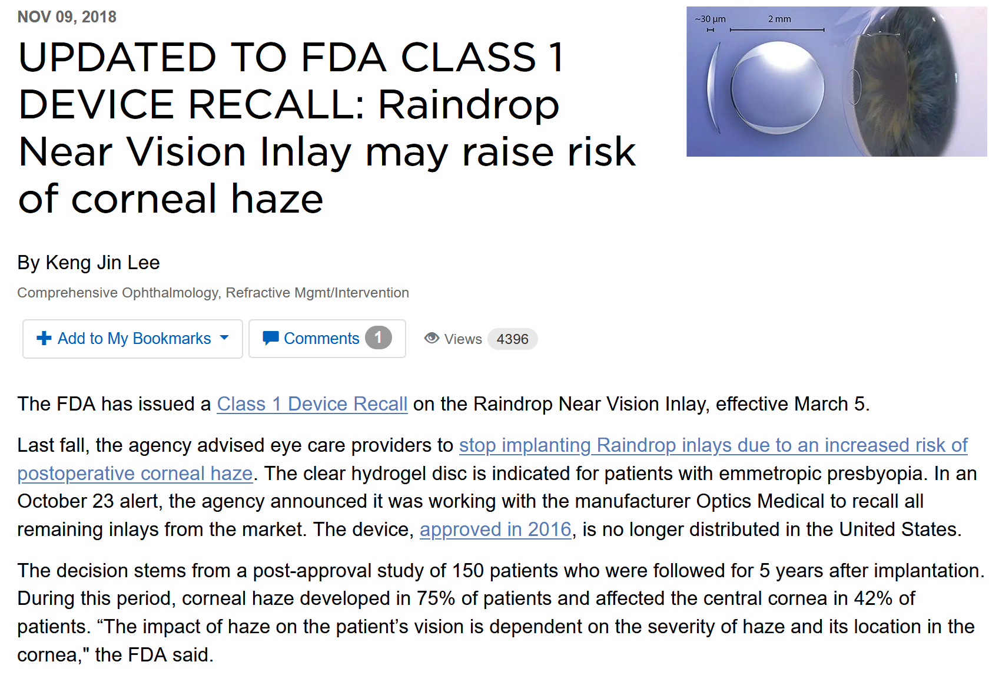 NOV 09, 2018
UPDATED TO FDA CLASS 1
DEVICE RECALL: Raindrop
Near Vision Inlay may raise risk
of corneal haze
~30 µm
2 mm
By Keng Jin Lee
Comprehensive Ophthalmology, Refractive Mgmt/Intervention
Add to My Bookmarks
Comments 1
Views 4396
The FDA has issued a Class 1 Device Recall on the Raindrop Near Vision Inlay, effective March 5.
Last fall, the agency advised eye care providers to stop implanting Raindrop inlays due to an increased risk of
postoperative corneal haze. The clear hydrogel disc is indicated for patients with emmetropic presbyopia. In an
October 23 alert, the agency announced it was working with the manufacturer Optics Medical to recall all
remaining inlays from the market. The device, approved in 2016, is no longer distributed in the United States.
The decision stems from a post-approval study of 150 patients who were followed for 5 years after implantation.
During this period, corneal haze developed in 75% of patients and affected the central cornea in 42% of
patients. “The impact of haze on the patient’s vision is dependent on the severity of haze and its location in the
cornea," the FDA said.